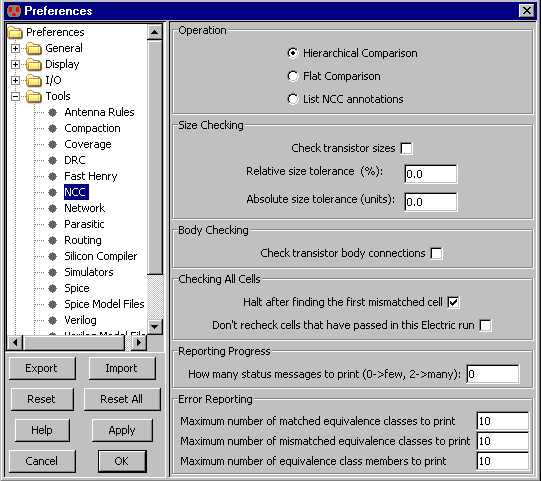 Preferences
Preferences
General
Display
I/O
Tools
Antenna Rules
Compaction
Coverage
DRC
Fast Henry
NCC
Network
Parasitic
Routing
Silicon Compiler
Simulators
Spice
Spice Model Files
Verilog
Verilog Model Files
Export
Import
Reset
Reset All
Help
Apply
Cancel
OK
Operation
Hierarchical Comparison
Flat Comparison
List NCC annotations
Size Checking
Check transistor sizes
Relative size tolerance (%): 0.0
Absolute size tolerance (units): 0.0
Body Checking
Check transistor body connections
Checking All Cells
Halt after finding the first mismatched cell
Don't recheck cells that have passed in this Electric run
Reporting Progress
How many status messages to print (0->few, 2->many): 0
Error Reporting
Maximum number of matched equivalence classes to print 10
Maximum number of mismatched equivalence classes to print 10
Maximum number of equivalence class members to print 10